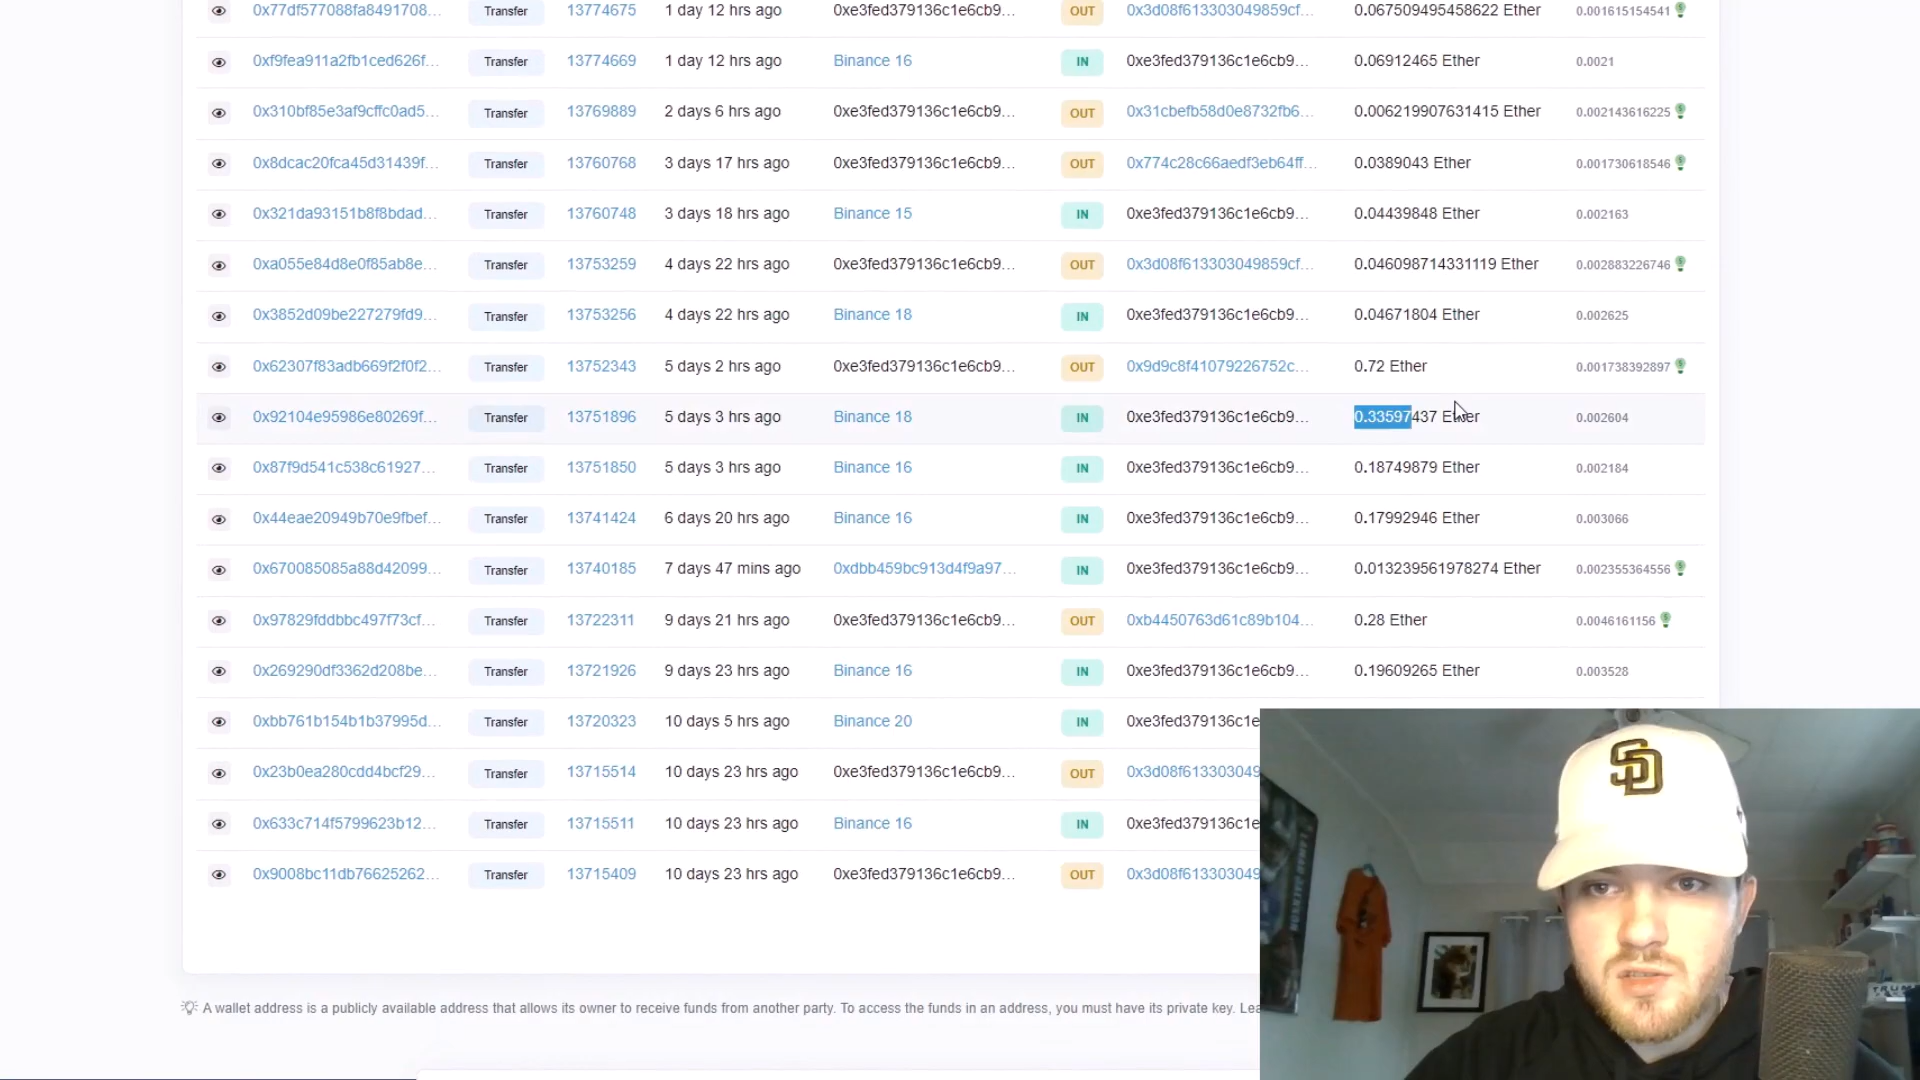 0x77df577088fa8491708... Transfer 13774675 1 day 12 hrs ago 0xe3fed379136c1e6cb9... OUT 0x3d08f613303049859cf... 0.067509495458622 Ether 0.001615154541
0xf9fea911a2fb1ced626f... Transfer 13774669 1 day 12 hrs ago Binance 16 IN 0xe3fed379136c1e6cb9... 0.06912465 Ether 0.0021
0x310bf85e3af9cffc0ad5... Transfer 13769889 2 days 6 hrs ago 0xe3fed379136c1e6cb9... OUT 0x31cbefb58d0e8732fb6... 0.006219907631415 Ether 0.002143616225
0x8dcac20fca45d31439f... Transfer 13760768 3 days 17 hrs ago 0xe3fed379136c1e6cb9... OUT 0x774c28c66aedf3eb64ff... 0.0389043 Ether 0.001730618546
0x321da93151b8f8bdad... Transfer 13760748 3 days 18 hrs ago Binance 15 IN 0xe3fed379136c1e6cb9... 0.04439848 Ether 0.002163
0xa055e84d8e0f85ab8e... Transfer 13753259 4 days 22 hrs ago 0xe3fed379136c1e6cb9... OUT 0x3d08f613303049859cf... 0.046098714331119 Ether 0.002883226746
0x3852d09be227279fd9... Transfer 13753256 4 days 22 hrs ago Binance 18 IN 0xe3fed379136c1e6cb9... 0.04671804 Ether 0.002625
0x62307f83adb669f2f0f2... Transfer 13752343 5 days 2 hrs ago 0xe3fed379136c1e6cb9... OUT 0x9d9c8f41079226752c... 0.72 Ether 0.001738392897
0x92104e95986e80269f... Transfer 13751896 5 days 3 hrs ago Binance 18 IN 0xe3fed379136c1e6cb9... 0.33597437 Ether 0.002604
0x87f9d541c538c61927... Transfer 13751850 5 days 3 hrs ago Binance 16 IN 0xe3fed379136c1e6cb9... 0.18749879 Ether 0.002184
0x44eae20949b70e9fbef... Transfer 13741424 6 days 20 hrs ago Binance 16 IN 0xe3fed379136c1e6cb9... 0.17992946 Ether 0.003066
0x670085085a88d42099... Transfer 13740185 7 days 47 mins ago 0xdbb459bc913d4f9a97... IN 0xe3fed379136c1e6cb9... 0.013239561978274 Ether 0.002355364556
0x97829fddbbc497f73cf... Transfer 13722311 9 days 21 hrs ago 0xe3fed379136c1e6cb9... OUT 0xb4450763d61c89b104... 0.28 Ether 0.0046161156
0x269290df3362d208be... Transfer 13721926 9 days 23 hrs ago Binance 16 IN 0xe3fed379136c1e6cb9... 0.19609265 Ether 0.003528
0xbb761b154b1b37995d... Transfer 13720323 10 days 5 hrs ago Binance 20 IN 0xe3fed379136c1e
0x23b0ea280cdd4bcf29... Transfer 13715514 10 days 23 hrs ago 0xe3fed379136c1e6cb9... OUT 0x3d08f613303049
0x633c714f5799623b12... Transfer 13715511 10 days 23 hrs ago Binance 16 IN 0xe3fed379136c1e
0x9008bc11db76625262... Transfer 13715409 10 days 23 hrs ago 0xe3fed379136c1e6cb9... OUT 0x3d08f613303049
A wallet address is a publicly available address that allows its owner to receive funds from another party. To access the funds in an address, you must have its private key. Lea
SD